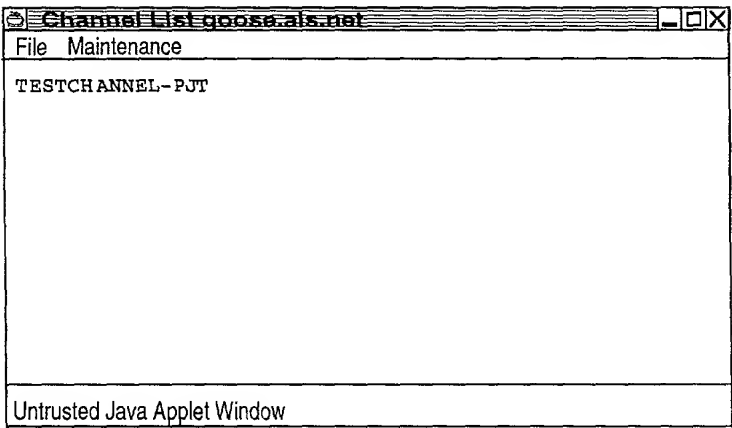 Channel List goose.als.net
File Maintenance
TESTCHANNEL-PJT
Untrusted Java Applet Window